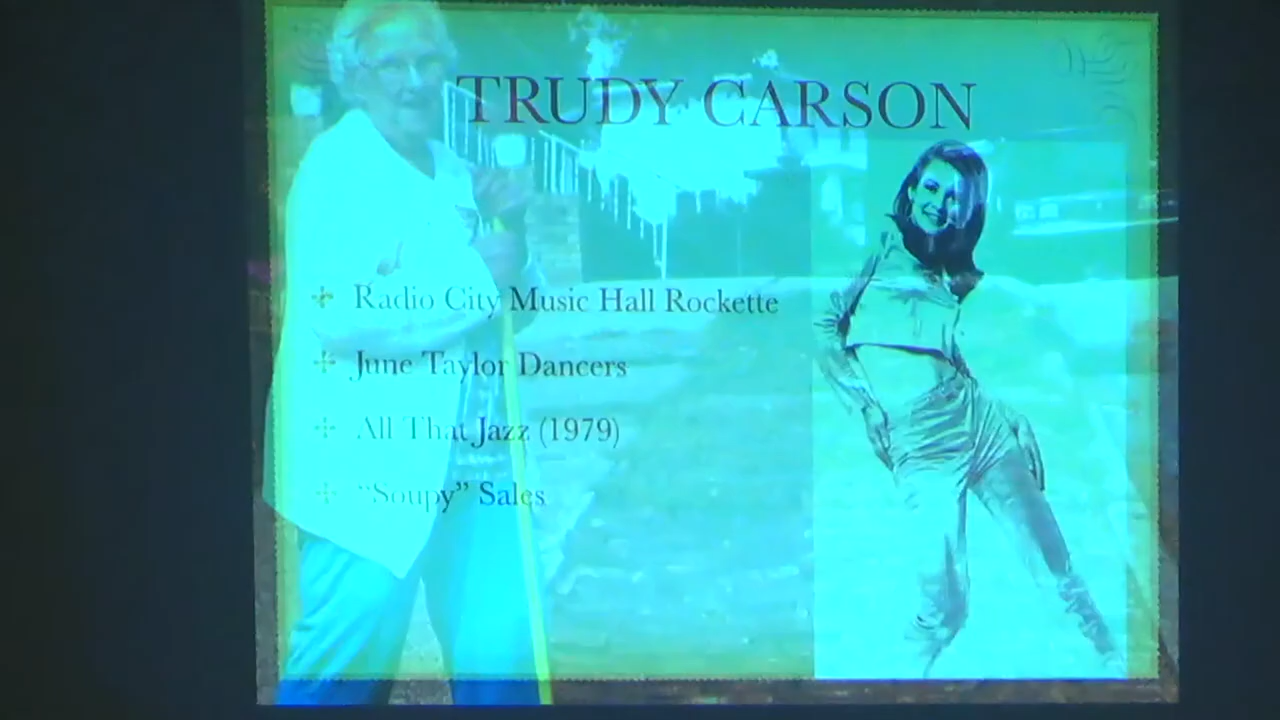 TRUDY CARSON
Radio City Music Hall Rockette
June Taylor Dancers
All That Jazz (1979)
"Soupy" Sales